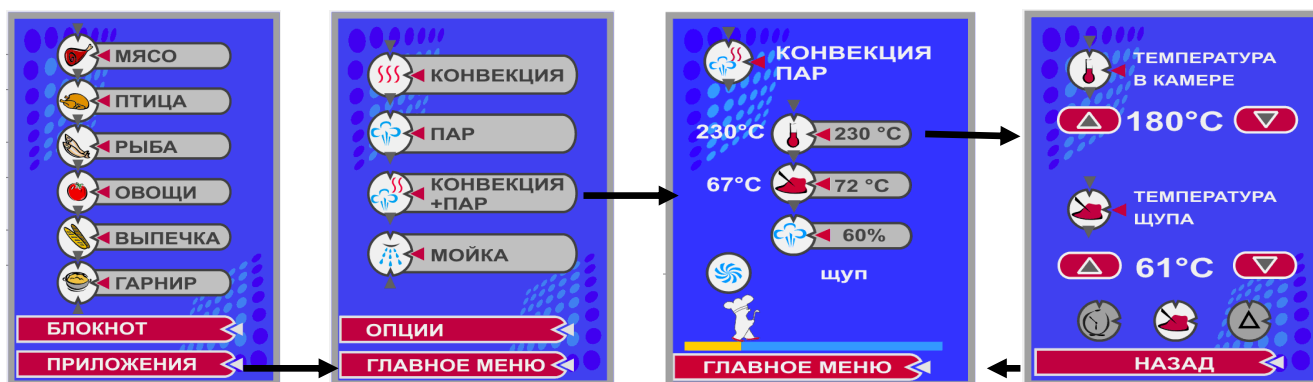 МЯСО
ПТИЦА
РЫБА
ОВОЩИ
ВЫПЕЧКА
ГАРНИР
БЛОКНОТ
ПРИЛОЖЕНИЯ
КОНВЕКЦИЯ
ПАР
КОНВЕКЦИЯ
+ПАР
МОЙКА
ОПЦИИ
ГЛАВНОЕ МЕНЮ
КОНВЕКЦИЯ
ПАР
230°C 230 °C
67°C 72 °C
60%
щуп
ГЛАВНОЕ МЕНЮ
ТЕМПЕРАТУРА
В КАМЕРЕ
180°C
ТЕМПЕРАТУРА
ЩУПА
61°C
НАЗАД